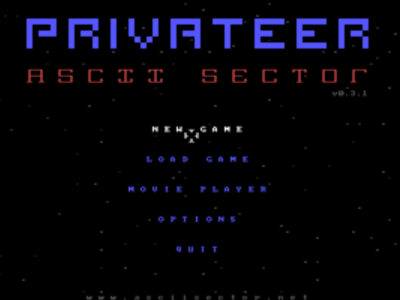 PRIVATEER
ASCII SECTOR
v0.3.1
NEW GAME
LOAD GAME
MOVIE PLAYER
OPTIONS
QUIT
www.asciisector.net